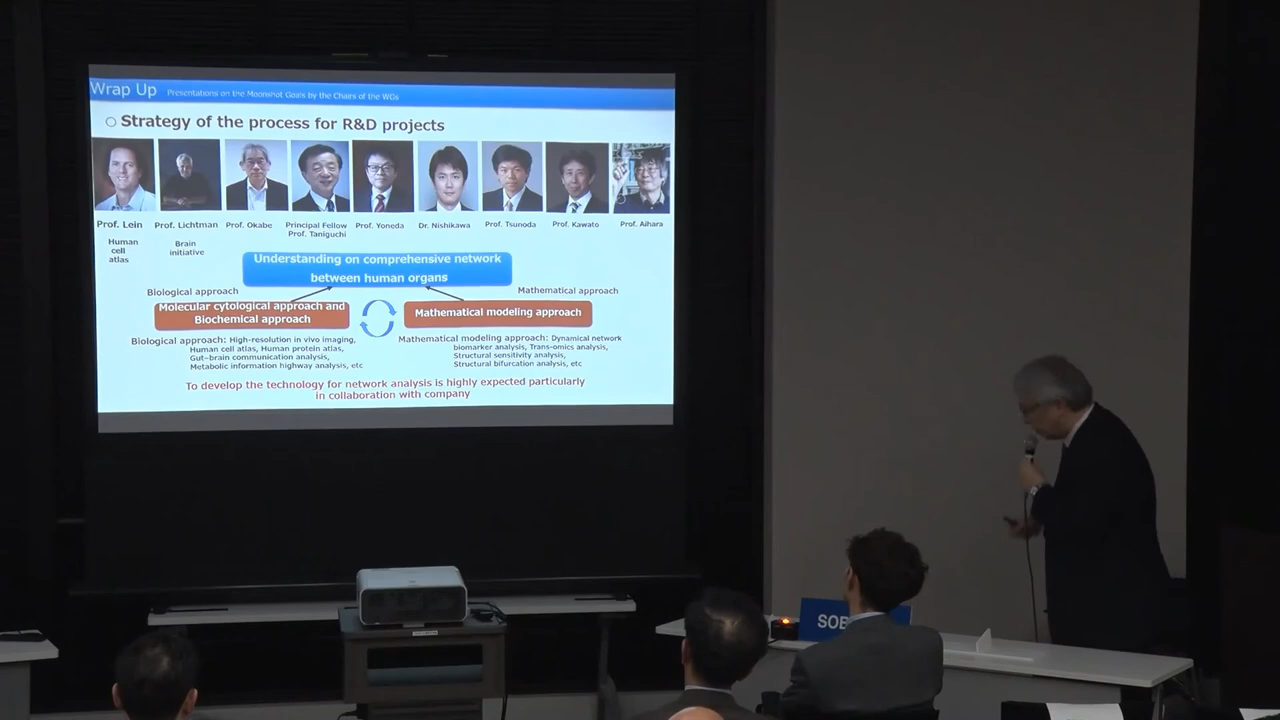 Wrap Up Presentations on the Moonshot Goals by the Chairs of the WGs
○ Strategy of the process for R&D projects
Prof. Lein
Prof. Lichtman
Prof. Okabe
Principal Fellow
Prof. Taniguchi
Prof. Yoneda
Dr. Nishikawa
Prof. Tsunoda
Prof. Kawato
Prof. Aihara
Human
cell
atlas
Brain
initiative
Understanding on comprehensive network
between human organs
Biological approach
Mathematical approach
Molecular cytological approach and
Biochemical approach
Mathematical modeling approach
Biological approach: High-resolution in vivo imaging,
Human cell atlas, Human protein atlas,
Gut–brain communication analysis,
Metabolic information highway analysis, etc
Mathematical modeling approach: Dynamical network
biomarker analysis, Trans-omics analysis,
Structural sensitivity analysis,
Structural bifurcation analysis, etc
To develop the technology for network analysis is highly expected particularly
in collaboration with company
SOB